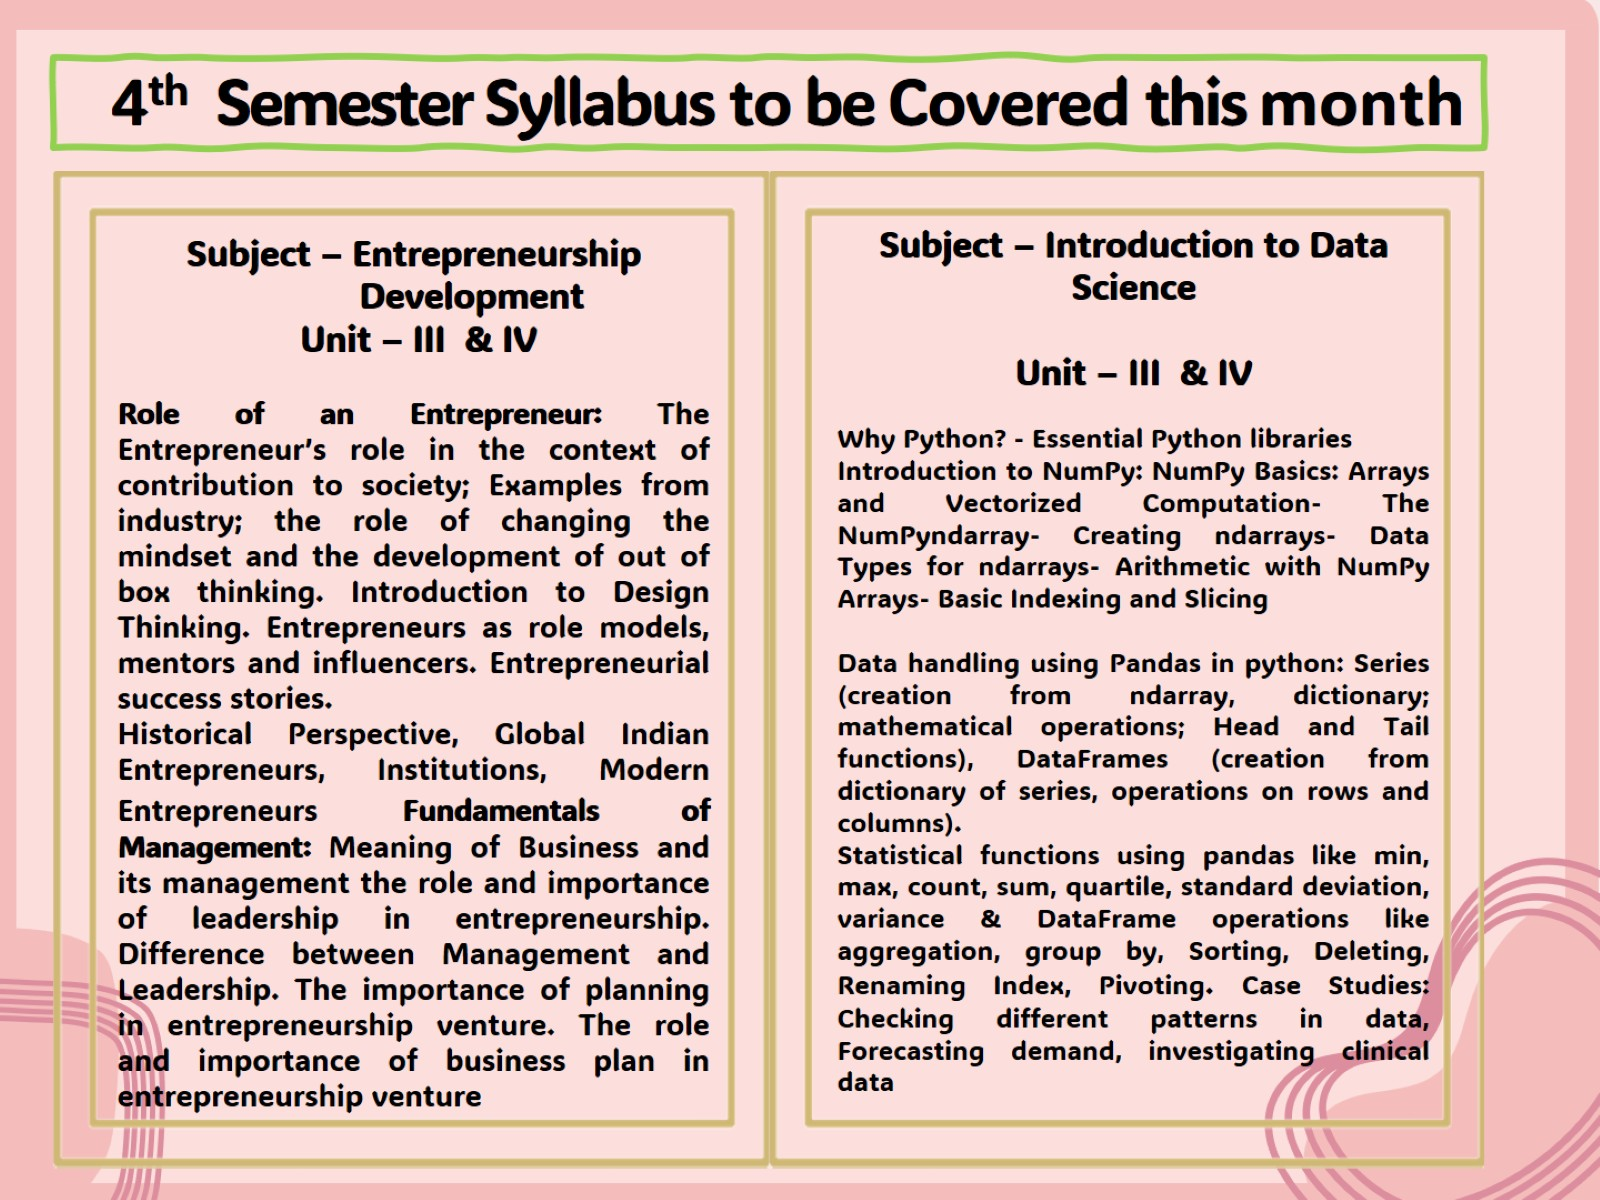 4th Semester Syllabus to be Covered this month
Subject – Entrepreneurship
Development
Unit – III & IV
Role of an Entrepreneur: The
Entrepreneur's role in the context of
contribution to society; Examples from
industry; the role of changing the
mindset and the development of out of
box thinking. Introduction to Design
Thinking. Entrepreneurs as role models,
mentors and influencers. Entrepreneurial
success stories.
Historical Perspective, Global Indian
Entrepreneurs, Institutions, Modern
Entrepreneurs Fundamentals of
Management: Meaning of Business and
its management the role and importance
of leadership in entrepreneurship.
Difference between Management and
Leadership. The importance of planning
in entrepreneurship venture. The role
and importance of business plan in
entrepreneurship venture
Subject – Introduction to Data
Science
Unit – III & IV
Why Python? - Essential Python libraries
Introduction to NumPy: NumPy Basics: Arrays
and Vectorized Computation- The
NumPyndarray- Creating ndarrays- Data
Types for ndarrays- Arithmetic with NumPy
Arrays- Basic Indexing and Slicing
Data handling using Pandas in python: Series
(creation from ndarray, dictionary;
mathematical operations; Head and Tail
functions), DataFrames (creation from
dictionary of series, operations on rows and
columns).
Statistical functions using pandas like min,
max, count, sum, quartile, standard deviation,
variance & DataFrame operations like
aggregation, group by, Sorting, Deleting,
Renaming Index, Pivoting. Case Studies:
Checking different patterns in data,
Forecasting demand, investigating clinical
data